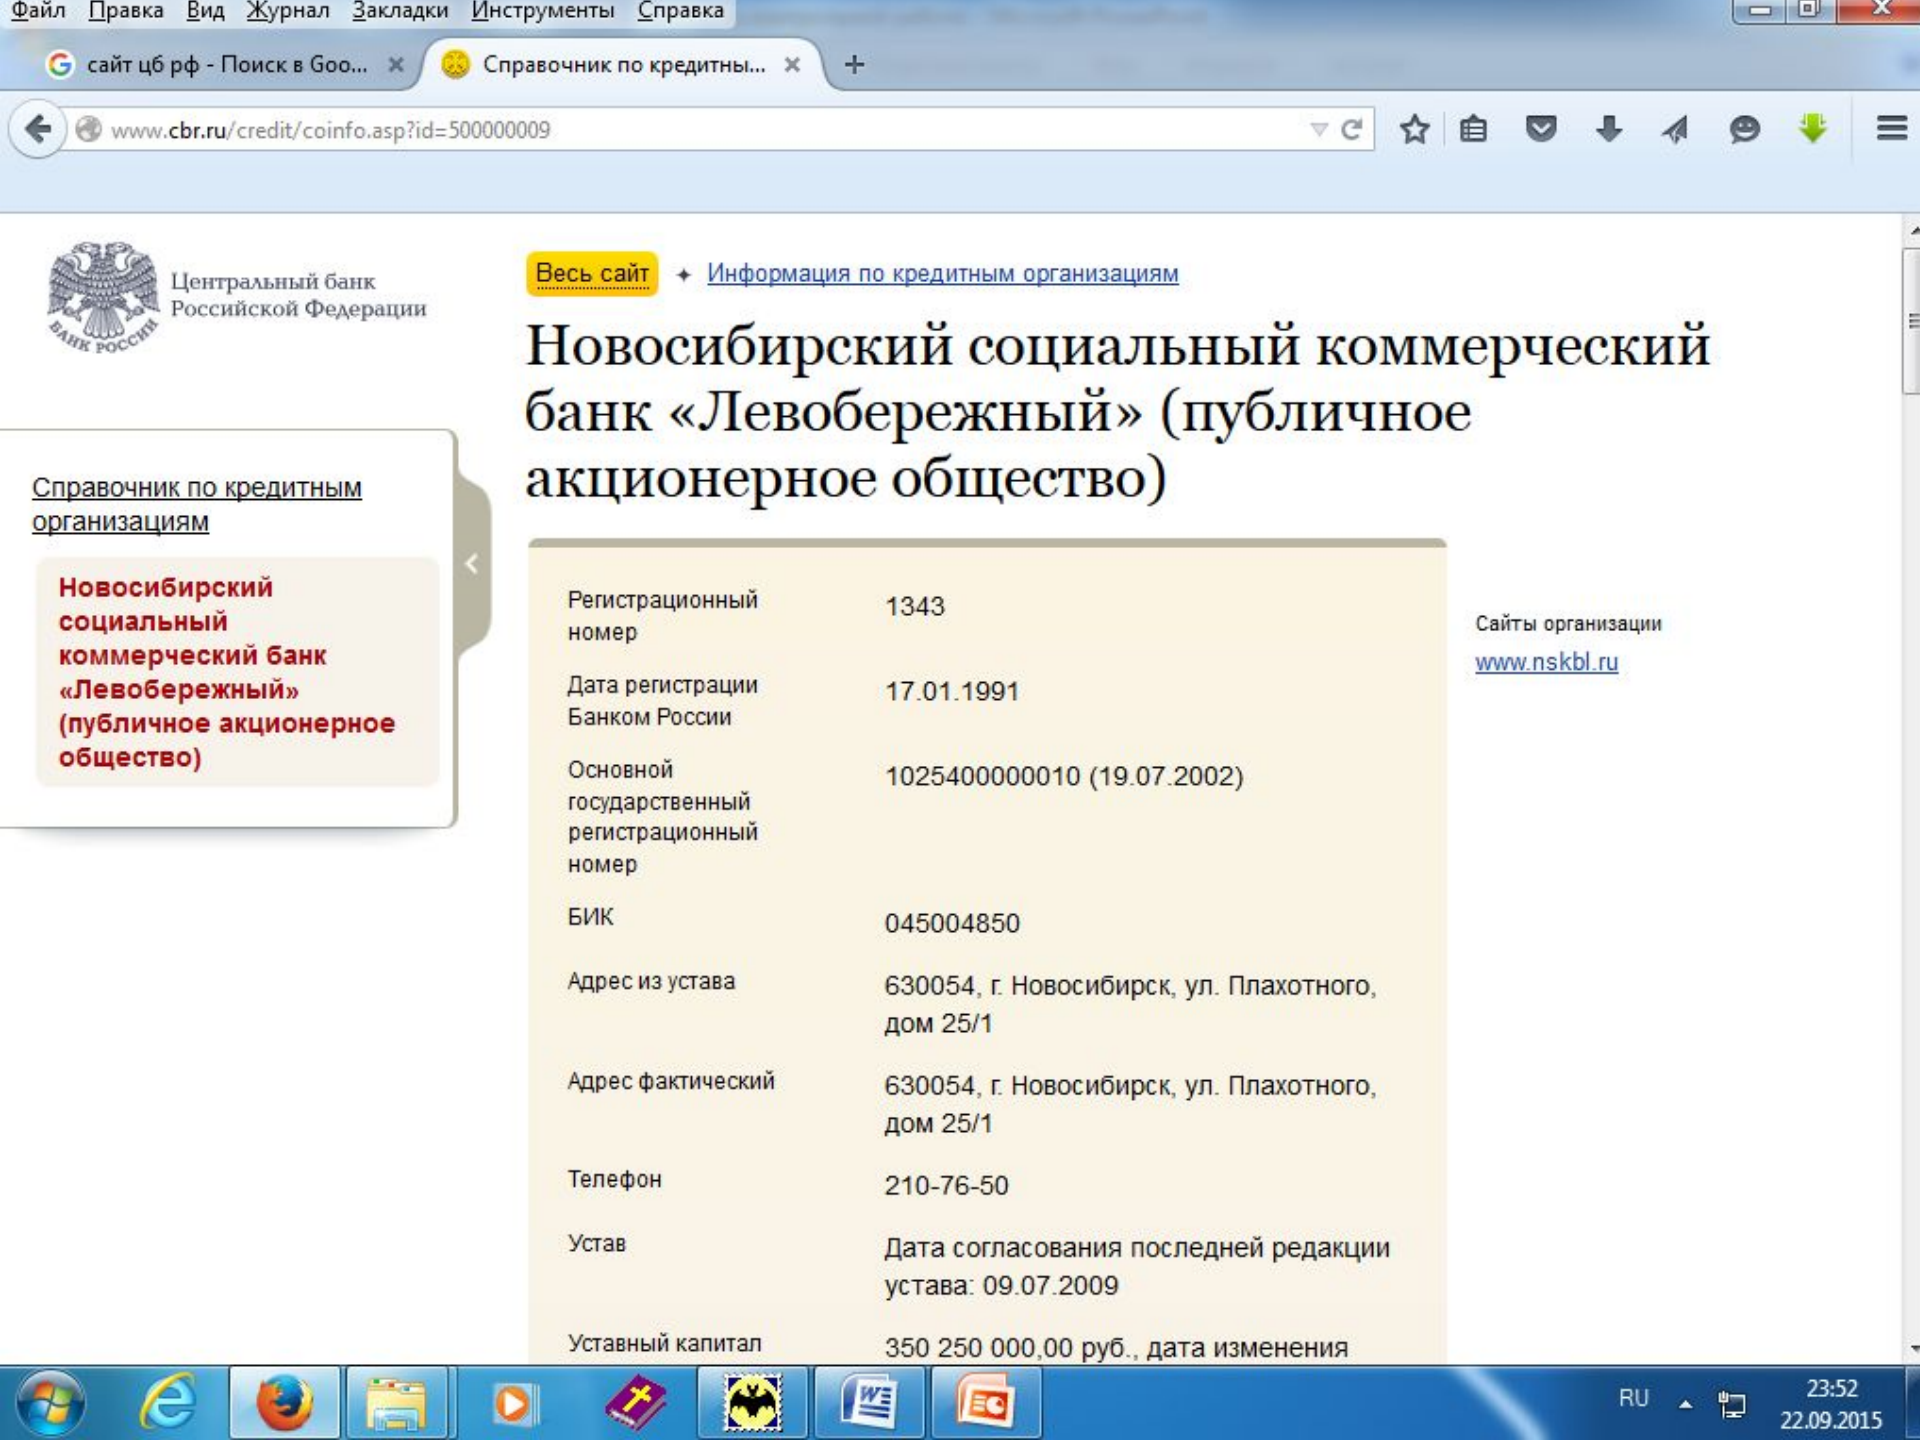 Файл Правка Вид Журнал Закладки Инструменты Справка
сайт цб рф - Поиск в Goo...
Справочник по кредитны...
www.cbr.ru/credit/coinfo.asp?id=500000009
Центральный банк
Российской Федерации
БАНК РОССИИ
Весь сайт Информация по кредитным организациям
Новосибирский социальный коммерческий
банк «Левобережный» (публичное
акционерное общество)
Справочник по кредитным
организациям
Новосибирский
социальный
коммерческий банк
«Левобережный»
(публичное акционерное
общество)
Регистрационный
номер
1343
Дата регистрации
Банком России
17.01.1991
Основной
государственный
регистрационный
номер
1025400000010 (19.07.2002)
БИК
045004850
Адрес из устава
630054, г. Новосибирск, ул. Плахотного,
дом 25/1
Адрес фактический
630054, г. Новосибирск, ул. Плахотного,
дом 25/1
Телефон
210-76-50
Устав
Дата согласования последней редакции
устава: 09.07.2009
Уставный капитал
350 250 000,00 руб., дата изменения
Сайты организации
www.nskbl.ru
RU
23:52
22.09.2015